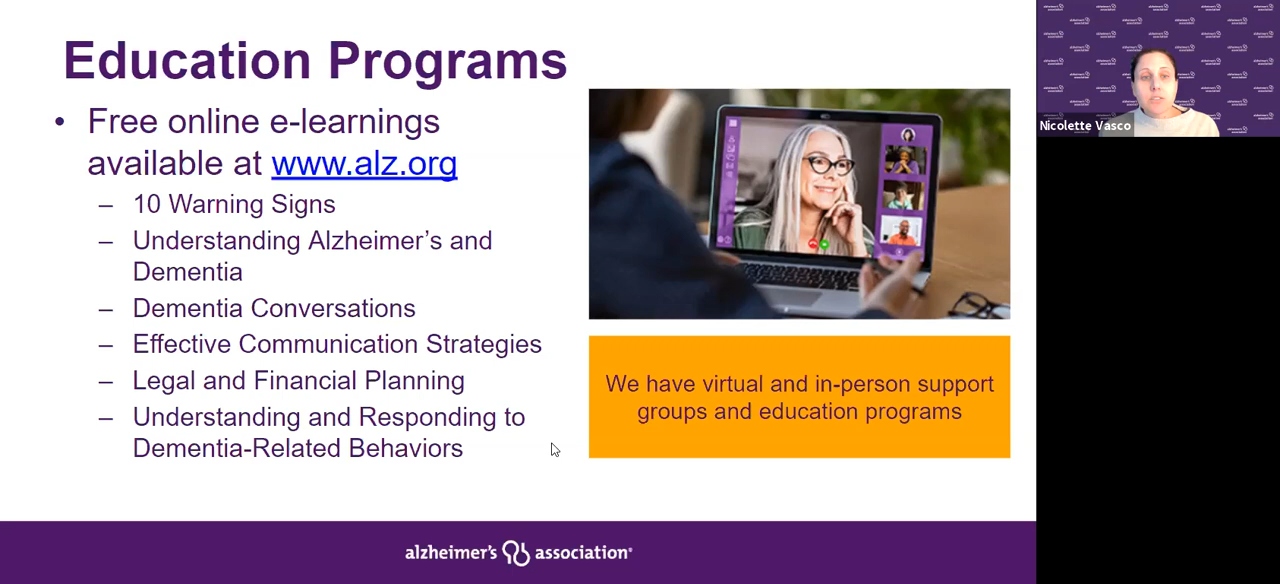 Education Programs
• Free online e-learnings
available at www.alz.org
– 10 Warning Signs
– Understanding Alzheimer’s and
Dementia
– Dementia Conversations
– Effective Communication Strategies
– Legal and Financial Planning
– Understanding and Responding to
Dementia-Related Behaviors
We have virtual and in-person support
groups and education programs
alzheimer's association®
Nicolette Vasco